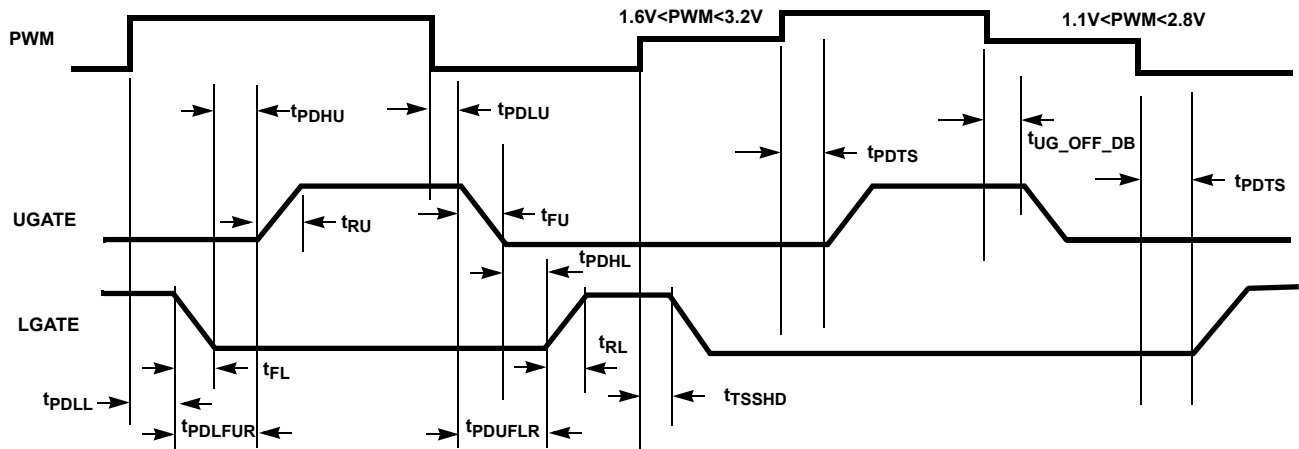 1.6V<PWM<3.2V
1.1V<PWM<2.8V
PWM
tPDHU
tPDLU
tPDTS
tUG_OFF_DB
tPDTS
UGATE
tRU
tFU
tPDHL
LGATE
tFL
tRL
tPDLL
tTSSHD
tPDLFUR
tPDUFLR